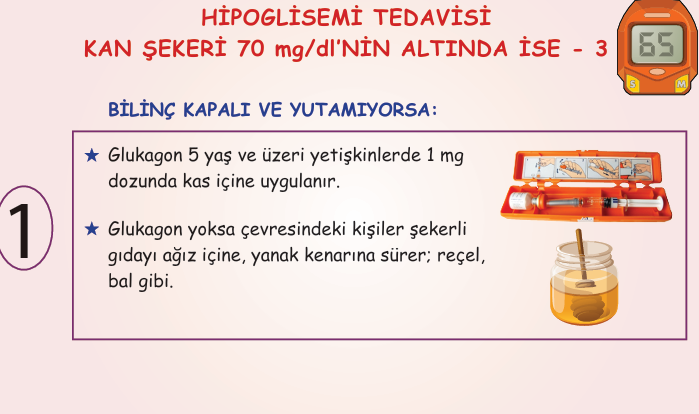 HİPOGLİSEMİ TEDAVİSİ
KAN ŞEKERİ 70 mg/dl'NİN ALTINDA İSE - 3
65
S M
BİLİNÇ KAPALI VE YUTAMIYORSA:
1
★ Glukagon 5 yaş ve üzeri yetişkinlerde 1 mg
dozunda kas içine uygulanır.
★ Glukagon yoksa çevresindeki kişiler şekerli
gıdayı ağız içine, yanak kenarına sürer; reçel,
bal gibi.